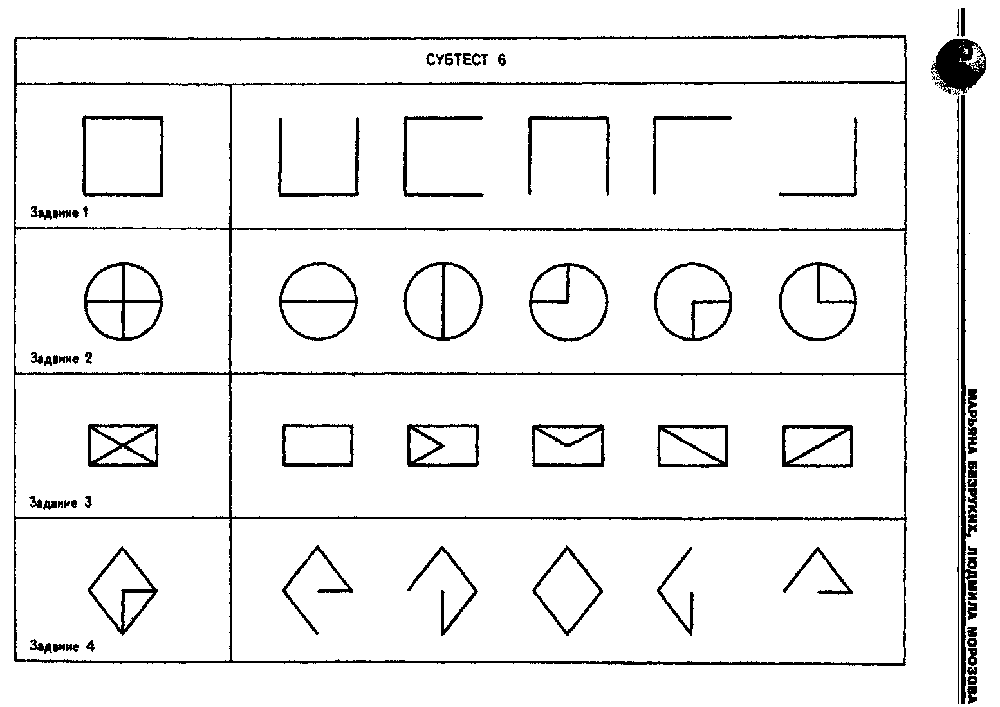 СУБТЕСТ 6
Задание 1
Задание 2
Задание 3
Задание 4
МАРЬЯНА БЕЗРУКИХ, ЛЮДМИЛА МОРОЗОВА